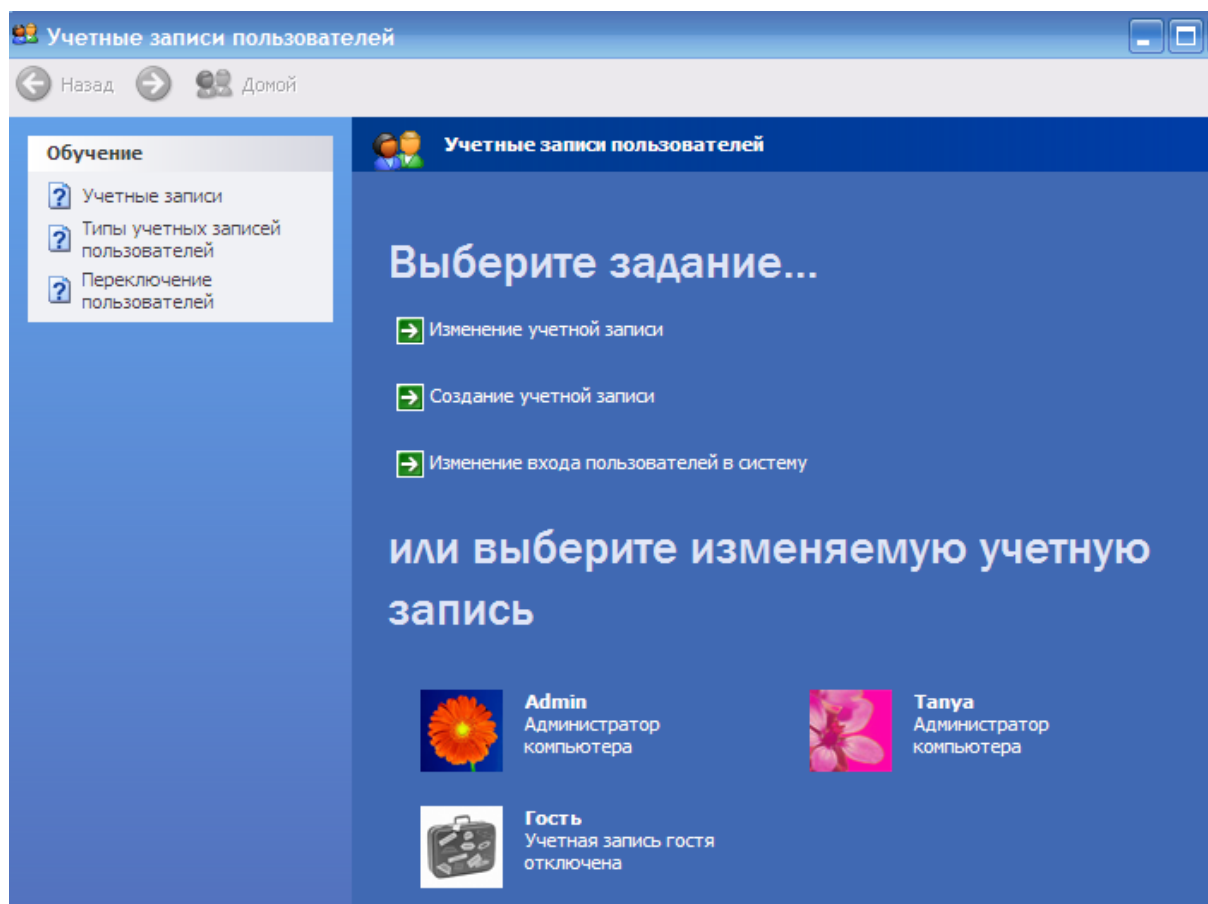 Учетные записи пользователей
Назад
Домой
Обучение
Учетные записи
Типы учетных записей
пользователей
Переключение
пользователей
Учетные записи пользователей
Выберите задание...
Изменение учетной записи
Создание учетной записи
Изменение входа пользователей в систему
или выберите изменяемую учетную
запись
Admin
Администратор
компьютера
Tanya
Администратор
компьютера
Гость
Учетная запись гостя
отключена